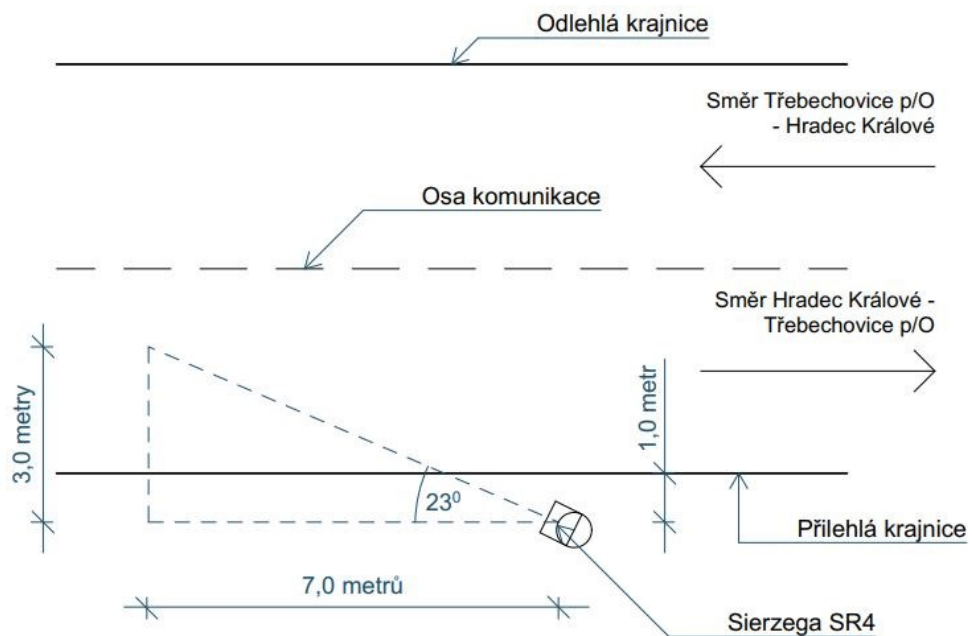 Odlehlá krajnice
Směr Třebechovice p/O
- Hradec Králové
Osa komunikace
Směr Hradec Králové -
Třebechovice p/O
3,0 metry
1,0 metr
23⁰
Přilehlá krajnice
7,0 metrů
Sierzega SR4